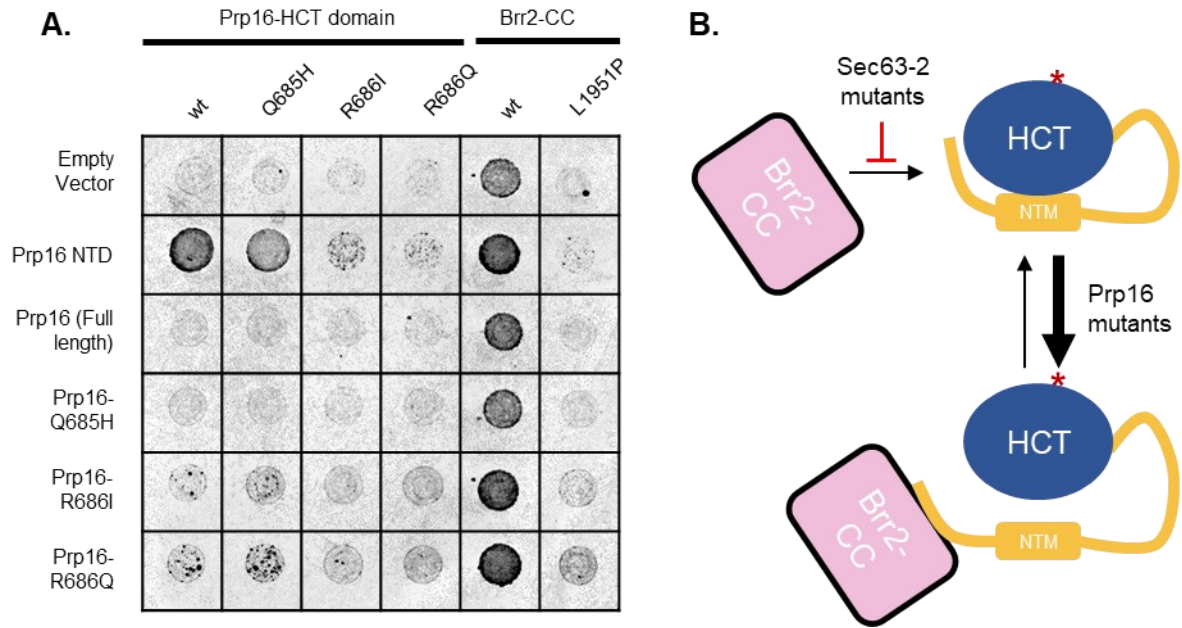 A.
Prp16-HCT domain
Brr2-CC
wt
Q685H
R686I
R686Q
wt
L1951P
Empty
Vector
Prp16 NTD
Prp16 (Full
length)
Prp16-
Q685H
Prp16-
R686I
Prp16-
R686Q
B.
Sec63-2
mutants
*
HCT
Brr2-
CC
NTM
Prp16
mutants
*
HCT
Brr2-
CC
NTM